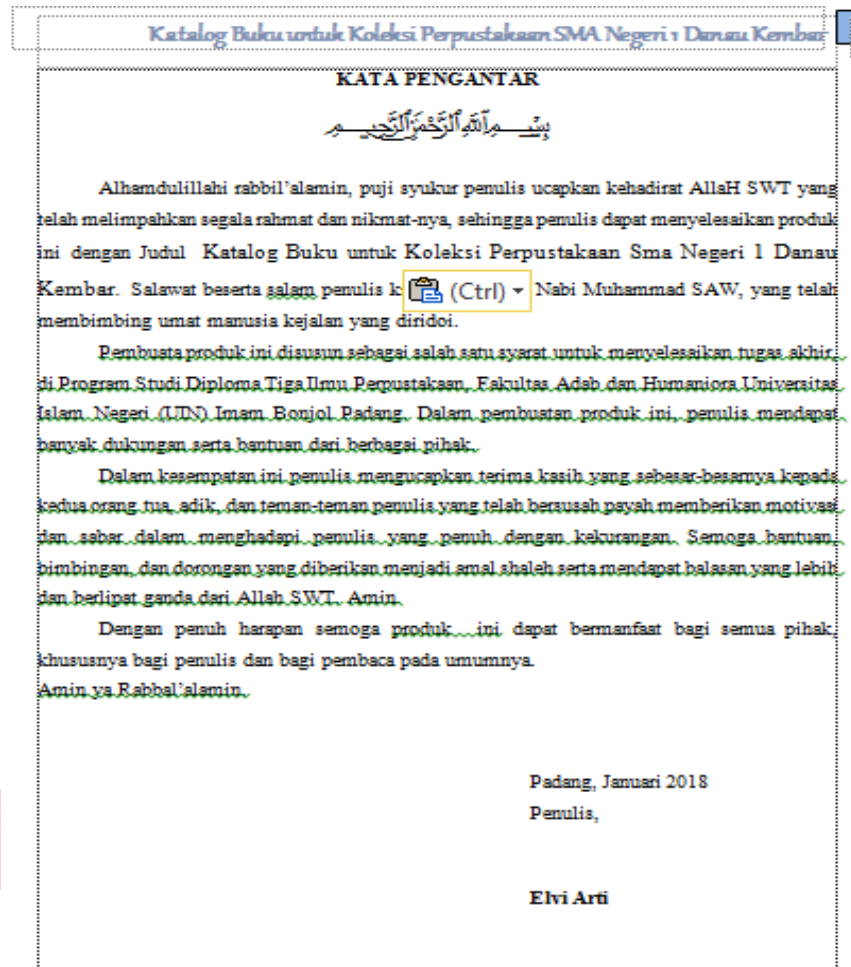 Katalog Buku untuk Koleksi Perpustakaan SMA Negeri 1 Danau Kembar
KATA PENGANTAR
بِسْمِ اللَّهِ الرَّحْمَٰنِ الرَّحِيمِ
Alhamdulillahi rabbil’alamin, puji syukur penulis ucapkan kehadirat AllaH SWT yang
telah melimpahkan segala rahmat dan nikmat-nya, sehingga penulis dapat menyelesaikan produk
ini dengan Judul Katalog Buku untuk Koleksi Perpustakaan Sma Negeri 1 Danau
Kembar. Salawat beserta salam penulis k (Ctrl) Nabi Muhammad SAW, yang telah
membimbing umat manusia kejalan yang diridoi.
Pembuata produk ini disusun sebagai salah satu syarat untuk menyelesaikan tugas akhir,
di Program Studi Diploma Tiga Ilmu Perpustakaan, Fakultas Adab dan Humaniora Universitas
Islam Negeri (UIN) Imam Bonjol Padang. Dalam pembuatan produk ini, penulis mendapat
banyak dukungan serta bantuan dari berbagai pihak.
Dalam kesempatan ini penulis mengucapkan terima kasih yang sebesar-besarnya kepada
kedua orang tua, adik, dan teman-teman penulis yang telah bersusah payah memberikan motivasi
dan sabar dalam menghadapi penulis yang penuh dengan kekurangan. Semoga bantuan,
bimbingan, dan dorongan yang diberikan menjadi amal shaleh serta mendapat balasan yang lebih
dan berlipat ganda dari Allah SWT. Amin.
Dengan penuh harapan semoga produk ini dapat bermanfaat bagi semua pihak,
khususnya bagi penulis dan bagi pembaca pada umumnya.
Amin ya Rabbal’alamin.
Padang, Januari 2018
Penulis,
Elvi Arti